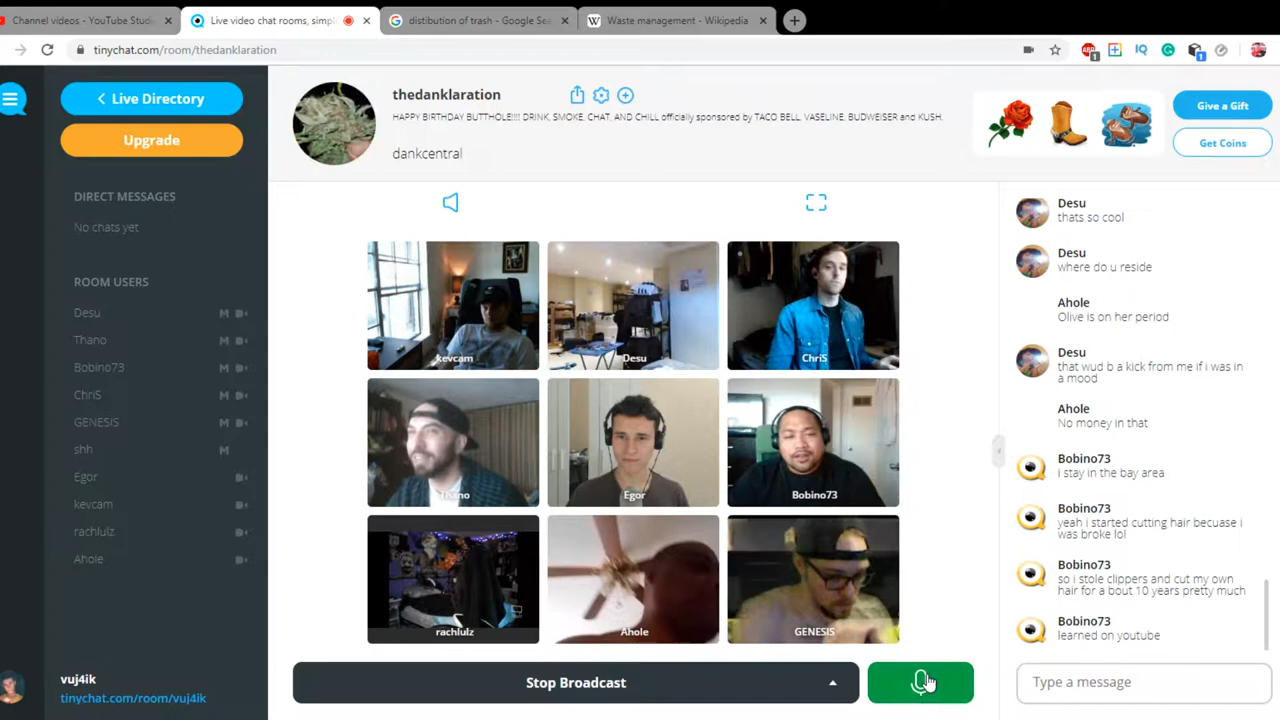 Channel videos - YouTube Studi
Live video chat rooms, simpl
distibution of trash - Google Sea
Waste management - Wikipedia
tinychat.com/room/thedanklaration
Live Directory
Upgrade
DIRECT MESSAGES
No chats yet
ROOM USERS
Desu M
Thano M
Bobino73 M
ChriS M
GENESIS M
shh M
Egor
kevcam
rachlulz
Ahole
vuj4ik
tinychat.com/room/vuj4ik
thedanklaration
HAPPY BIRTHDAY BUTTHOLE!!!! DRINK, SMOKE, CHAT, AND CHILL officially sponsored by TACO BELL, VASELINE, BUDWEISER and KUSH.
dankcentral
Give a Gift
Get Coins
kevcam
Desu
ChriS
Thano
Egor
Bobino73
rachlulz
Ahole
GENESIS
Stop Broadcast
Desu
thats so cool
Desu
where do u reside
Ahole
Olive is on her period
Desu
that wud b a kick from me if i was in
a mood
Ahole
No money in that
Bobino73
i stay in the bay area
Bobino73
yeah i started cutting hair becuase i
was broke lol
Bobino73
so i stole clippers and cut my own
hair for a bout 10 years pretty much
Bobino73
learned on youtube
Type a message